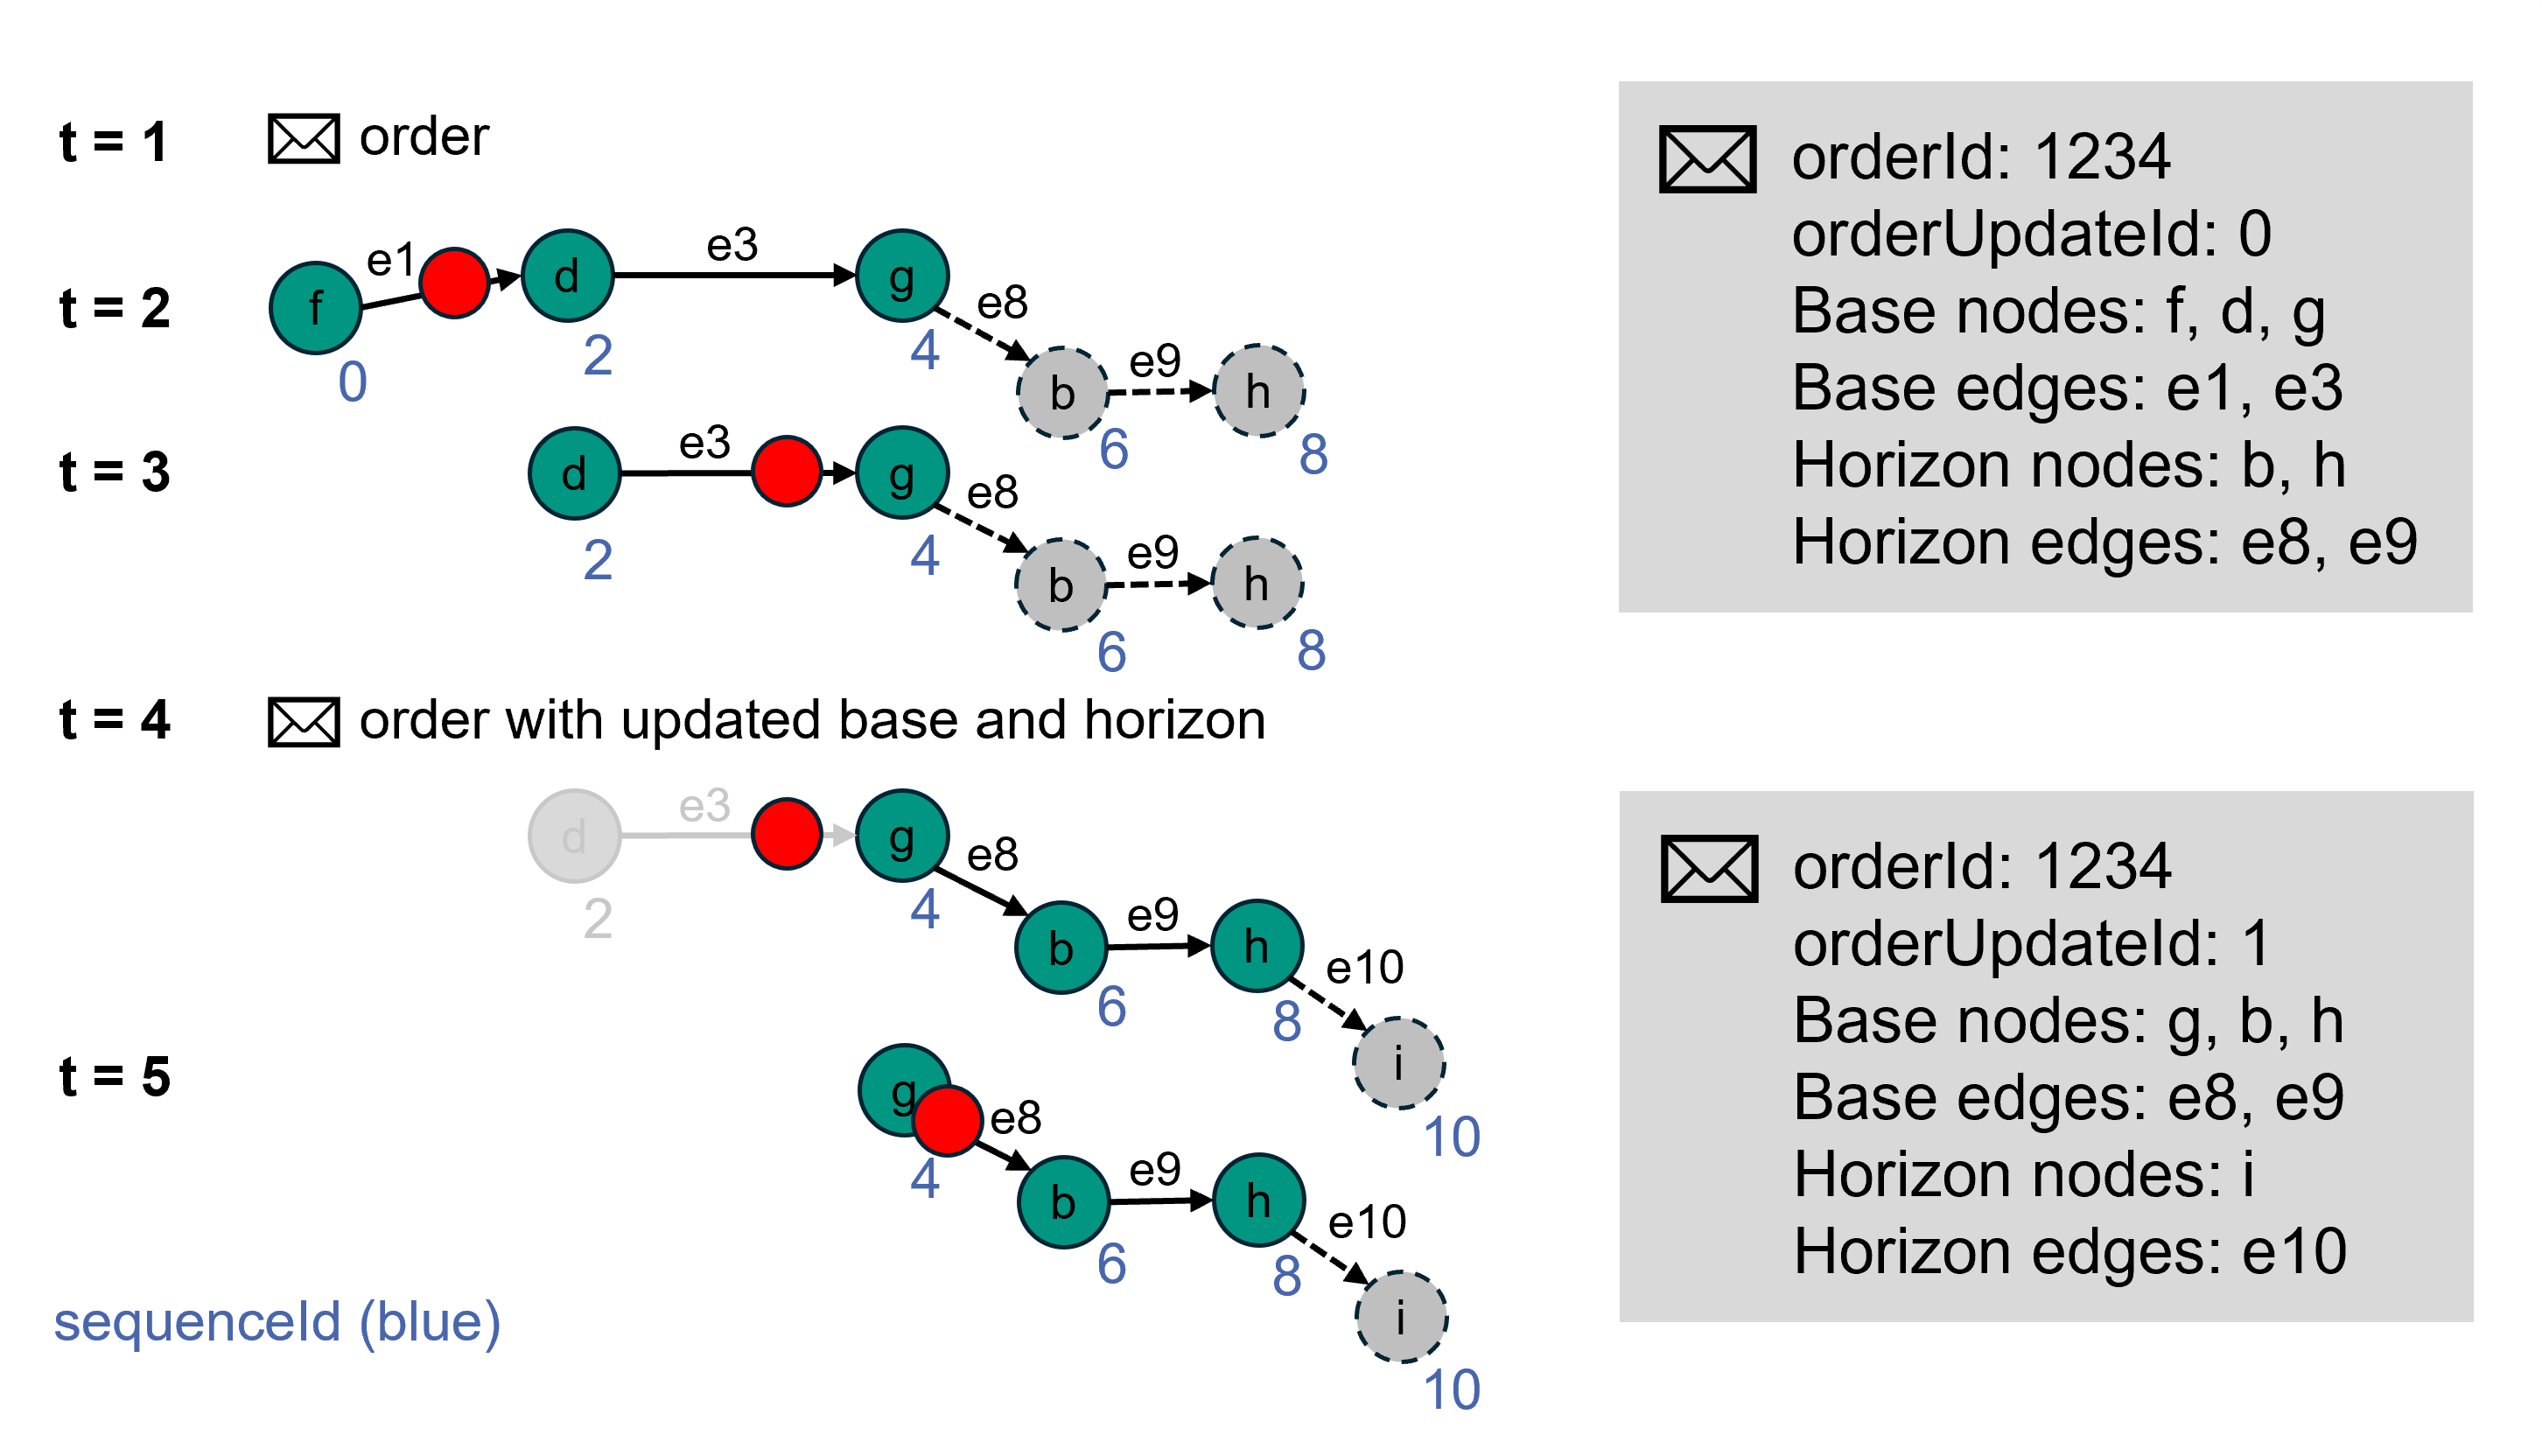 t = 1
order
t = 2
f
e1
d
e3
g
e8
b
e9
h
0
2
4
6
8
t = 3
d
e3
g
e8
b
e9
h
2
4
6
8
t = 4
order with updated base and horizon
d
e3
g
e8
b
e9
h
e10
i
2
4
6
8
10
t = 5
g
e8
b
e9
h
e10
i
4
6
8
10
sequenceId (blue)
orderId: 1234
orderUpdateId: 0
Base nodes: f, d, g
Base edges: e1, e3
Horizon nodes: b, h
Horizon edges: e8, e9
orderId: 1234
orderUpdateId: 1
Base nodes: g, b, h
Base edges: e8, e9
Horizon nodes: i
Horizon edges: e10